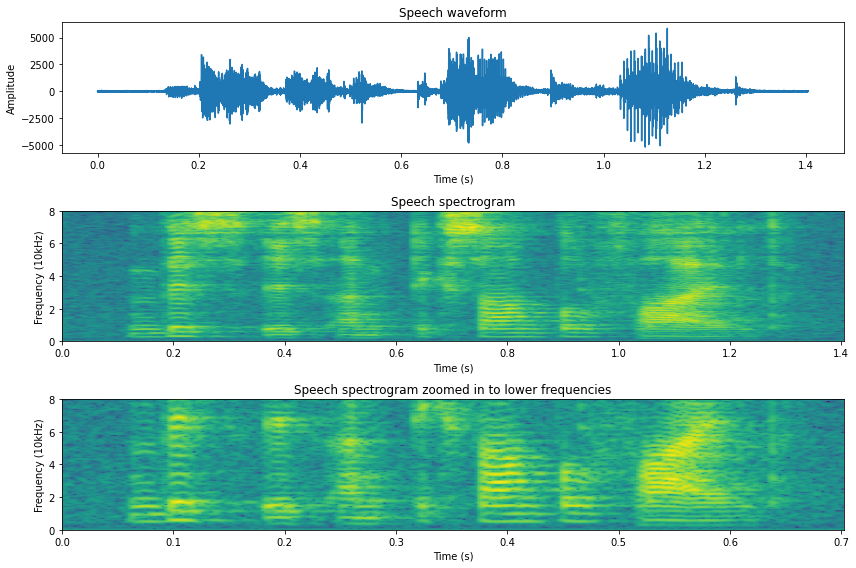 Speech waveform
5000
2500
0
−2500
−5000
Amplitude
0.0 0.2 0.4 0.6 0.8 1.0 1.2 1.4
Time (s)
Speech spectrogram
8
6
4
2
0
Frequency (10kHz)
0.0 0.2 0.4 0.6 0.8 1.0 1.2 1.4
Time (s)
Speech spectrogram zoomed in to lower frequencies
8
6
4
2
0
Frequency (10kHz)
0.0 0.1 0.2 0.3 0.4 0.5 0.6 0.7
Time (s)